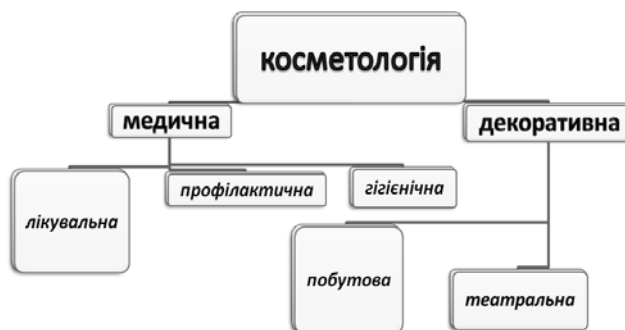 косметологія
медична
декоративна
лікувальна
профілактична
гігієнічна
побутова
театральна